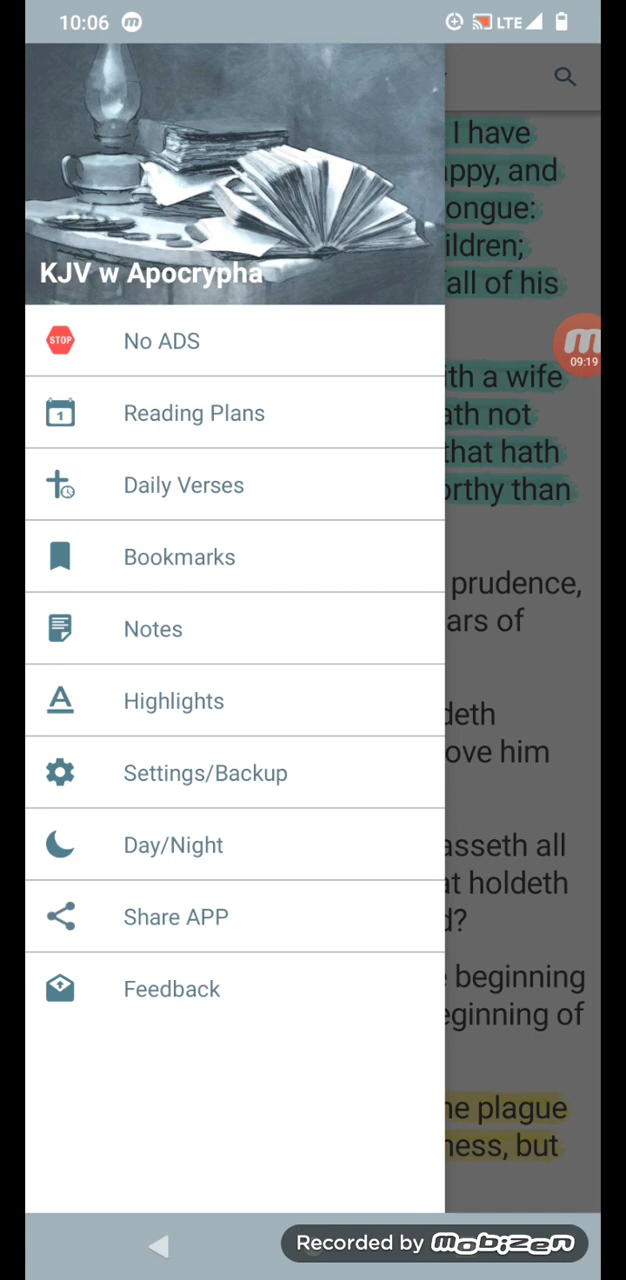 10:06 m LTE
KJV w Apocrypha
STOP No ADS
1 Reading Plans
Daily Verses
Bookmarks
Notes
Highlights
Settings/Backup
Day/Night
Share APP
Feedback
I have
and
ongue:
ildren;
all of his
m
09:19
ith a wife
ath not
that hath
orthy than
prudence,
ars of
deth
ove him
asseth all
at holdeth
d?
beginning
eginning of
he plague
ness, but
Recorded by mobizen